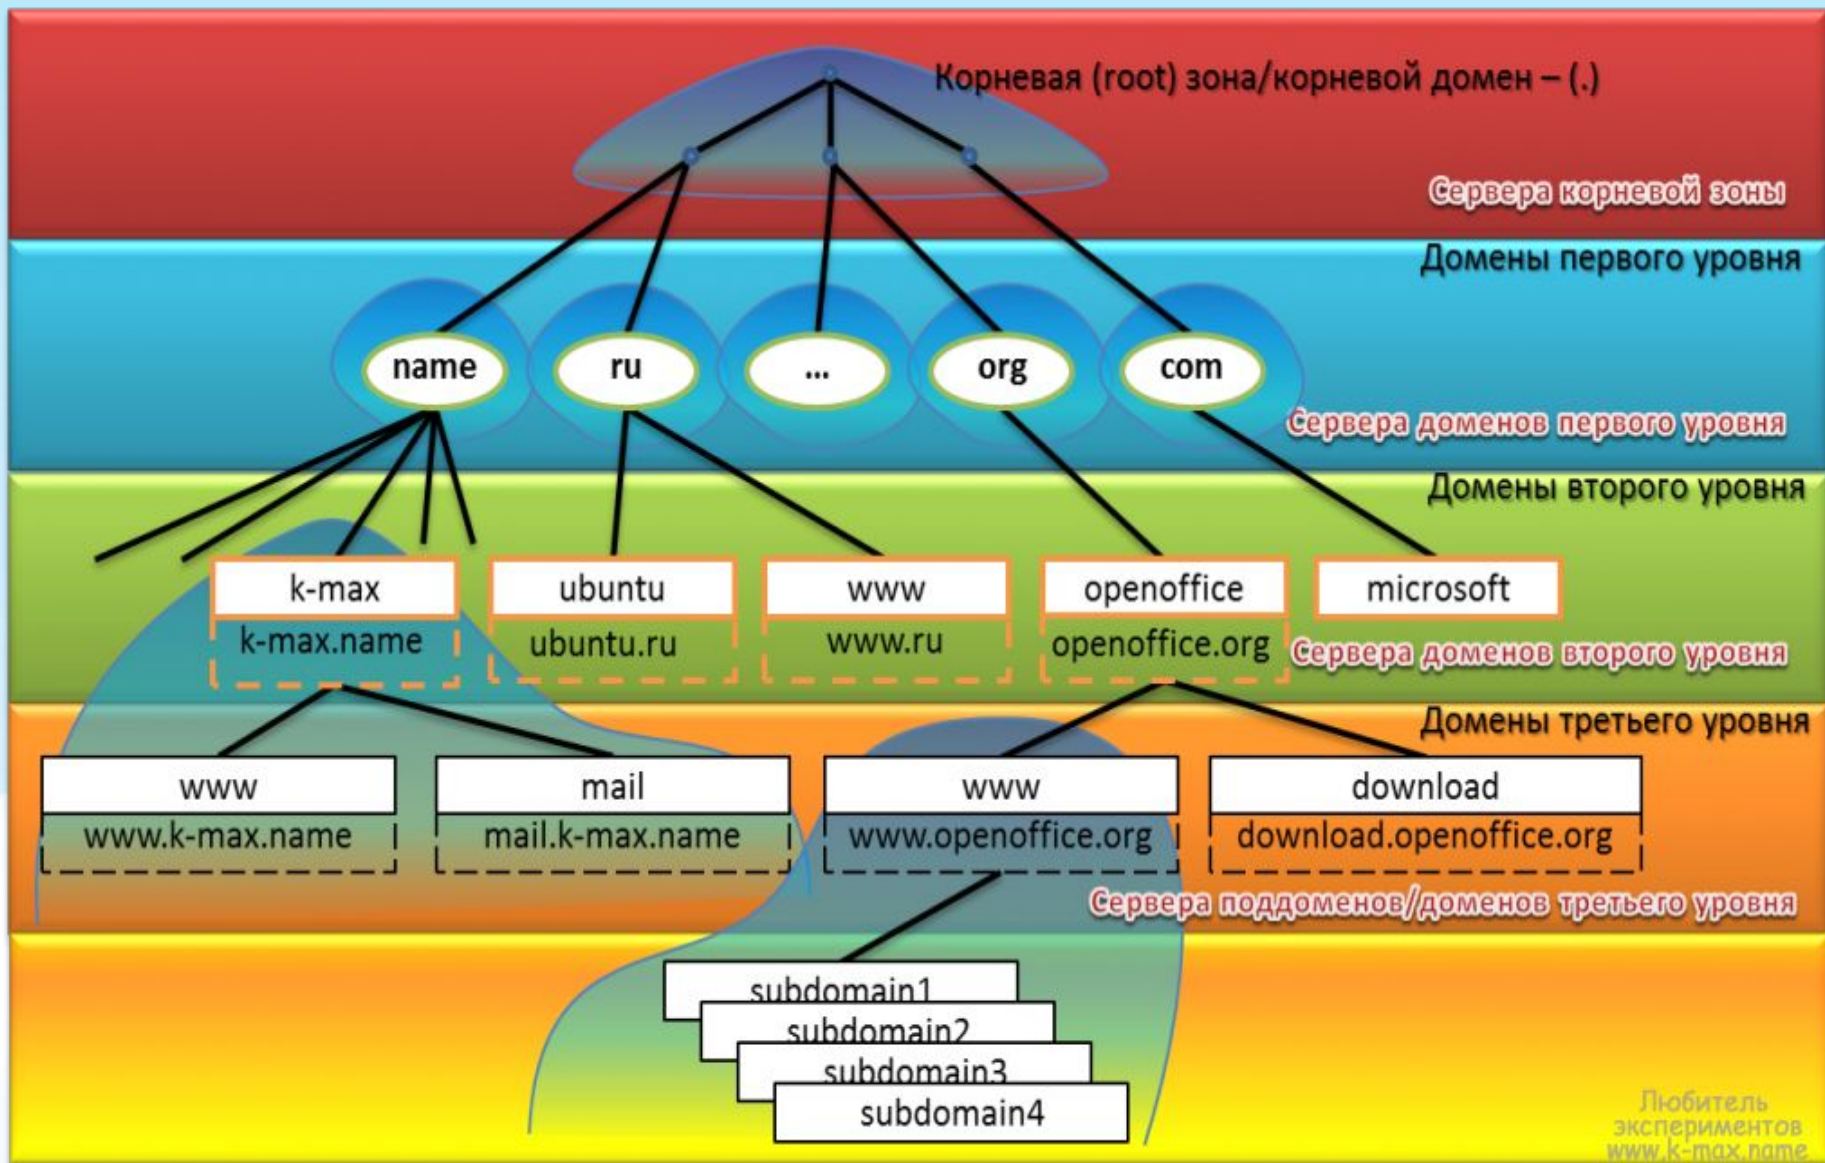 Корневая (root) зона/корневой домен – (.)
Сервера корневой зоны
Домены первого уровня
name
ru
...
org
com
Сервера доменов первого уровня
Домены второго уровня
k-max
ubuntu
www
openoffice
microsoft
k-max.name
ubuntu.ru
www.ru
openoffice.org
Сервера доменов второго уровня
Домены третьего уровня
www
mail
www
download
www.k-max.name
mail.k-max.name
www.openoffice.org
download.openoffice.org
Сервера поддоменов/доменов третьего уровня
subdomain1
subdomain2
subdomain3
subdomain4
Любитель
экспериментов
www.k-max.name